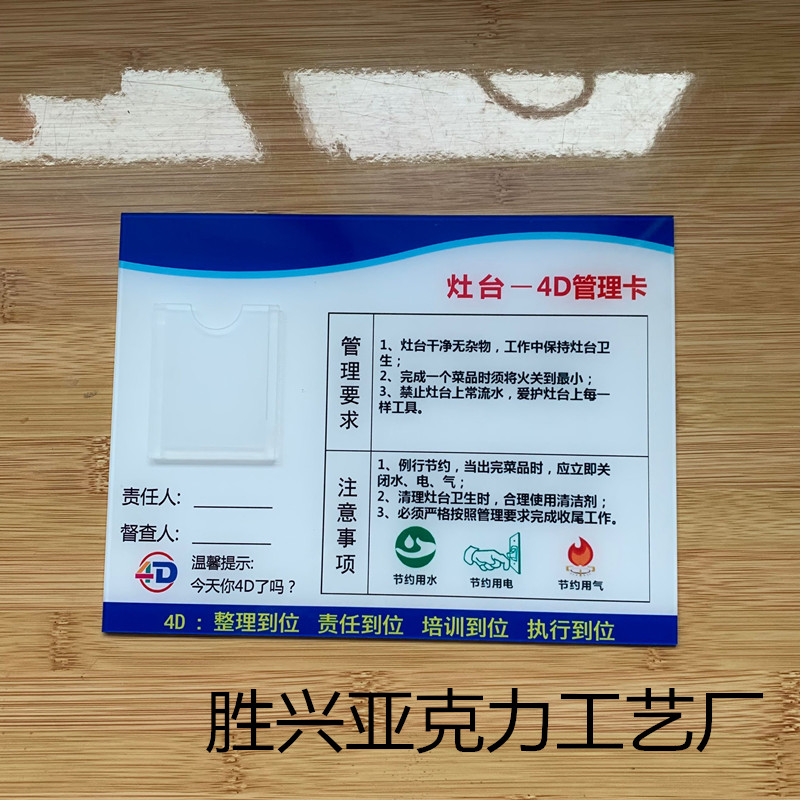 灶台－4D管理卡
管理要求
1、灶台干净无杂物，工作中保持灶台卫
生；
2、完成一个菜品时须将火关到最小；
3、禁止灶台上常流水，爱护灶台上每一
样工具。
注意事项
1、例行节约，当出完菜品时，应立即关
闭水、电、气；
2、清理灶台卫生时，合理使用清洁剂；
3、必须严格按照管理要求完成收尾工作。
节约用水 节约用电 节约用气
责任人：
督查人：
4D
温馨提示：
今天你4D了吗？
4D：整理到位 责任到位 培训到位 执行到位
胜兴亚克力工艺厂